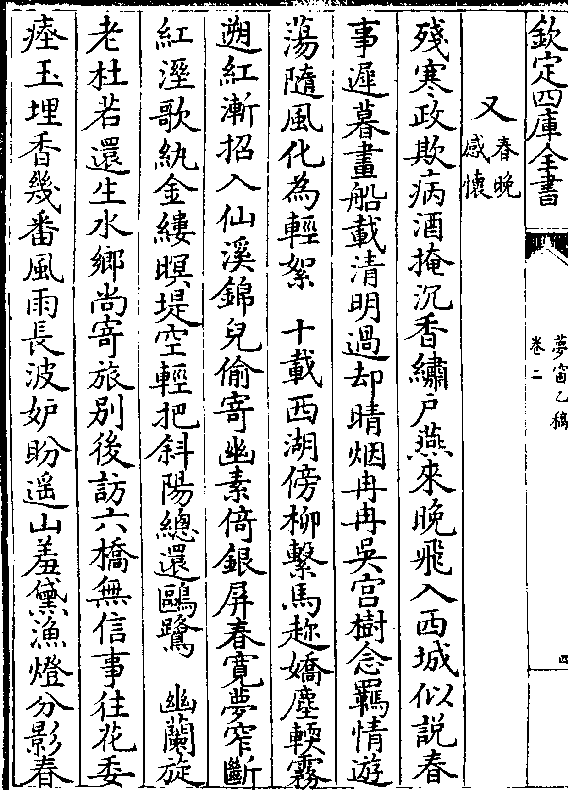 欽定四庫全書
夢窗乙稿
卷二
四
又春晚感懷
殘寒政欺病酒掩沉香繡户燕來晚飛入西城似説春
事遲暮畫船載清明過却晴烟冉冉吳宫樹念羈情遊
蕩隨風化為輕絮 十載西湖傍柳繫馬趂嬌塵輭霧
遡紅漸招入仙溪錦兒偷寄幽素倚銀屏春寛夢窄斷
紅溼歌紈金縷暝堤空輕把斜陽總還鷗鷺 幽蘭旋
老杜若還生水鄉尚寄旅别後訪六橋無信事往花委
瘗玉埋香幾番風雨長波妒盼遥山羞黛漁燈分影春